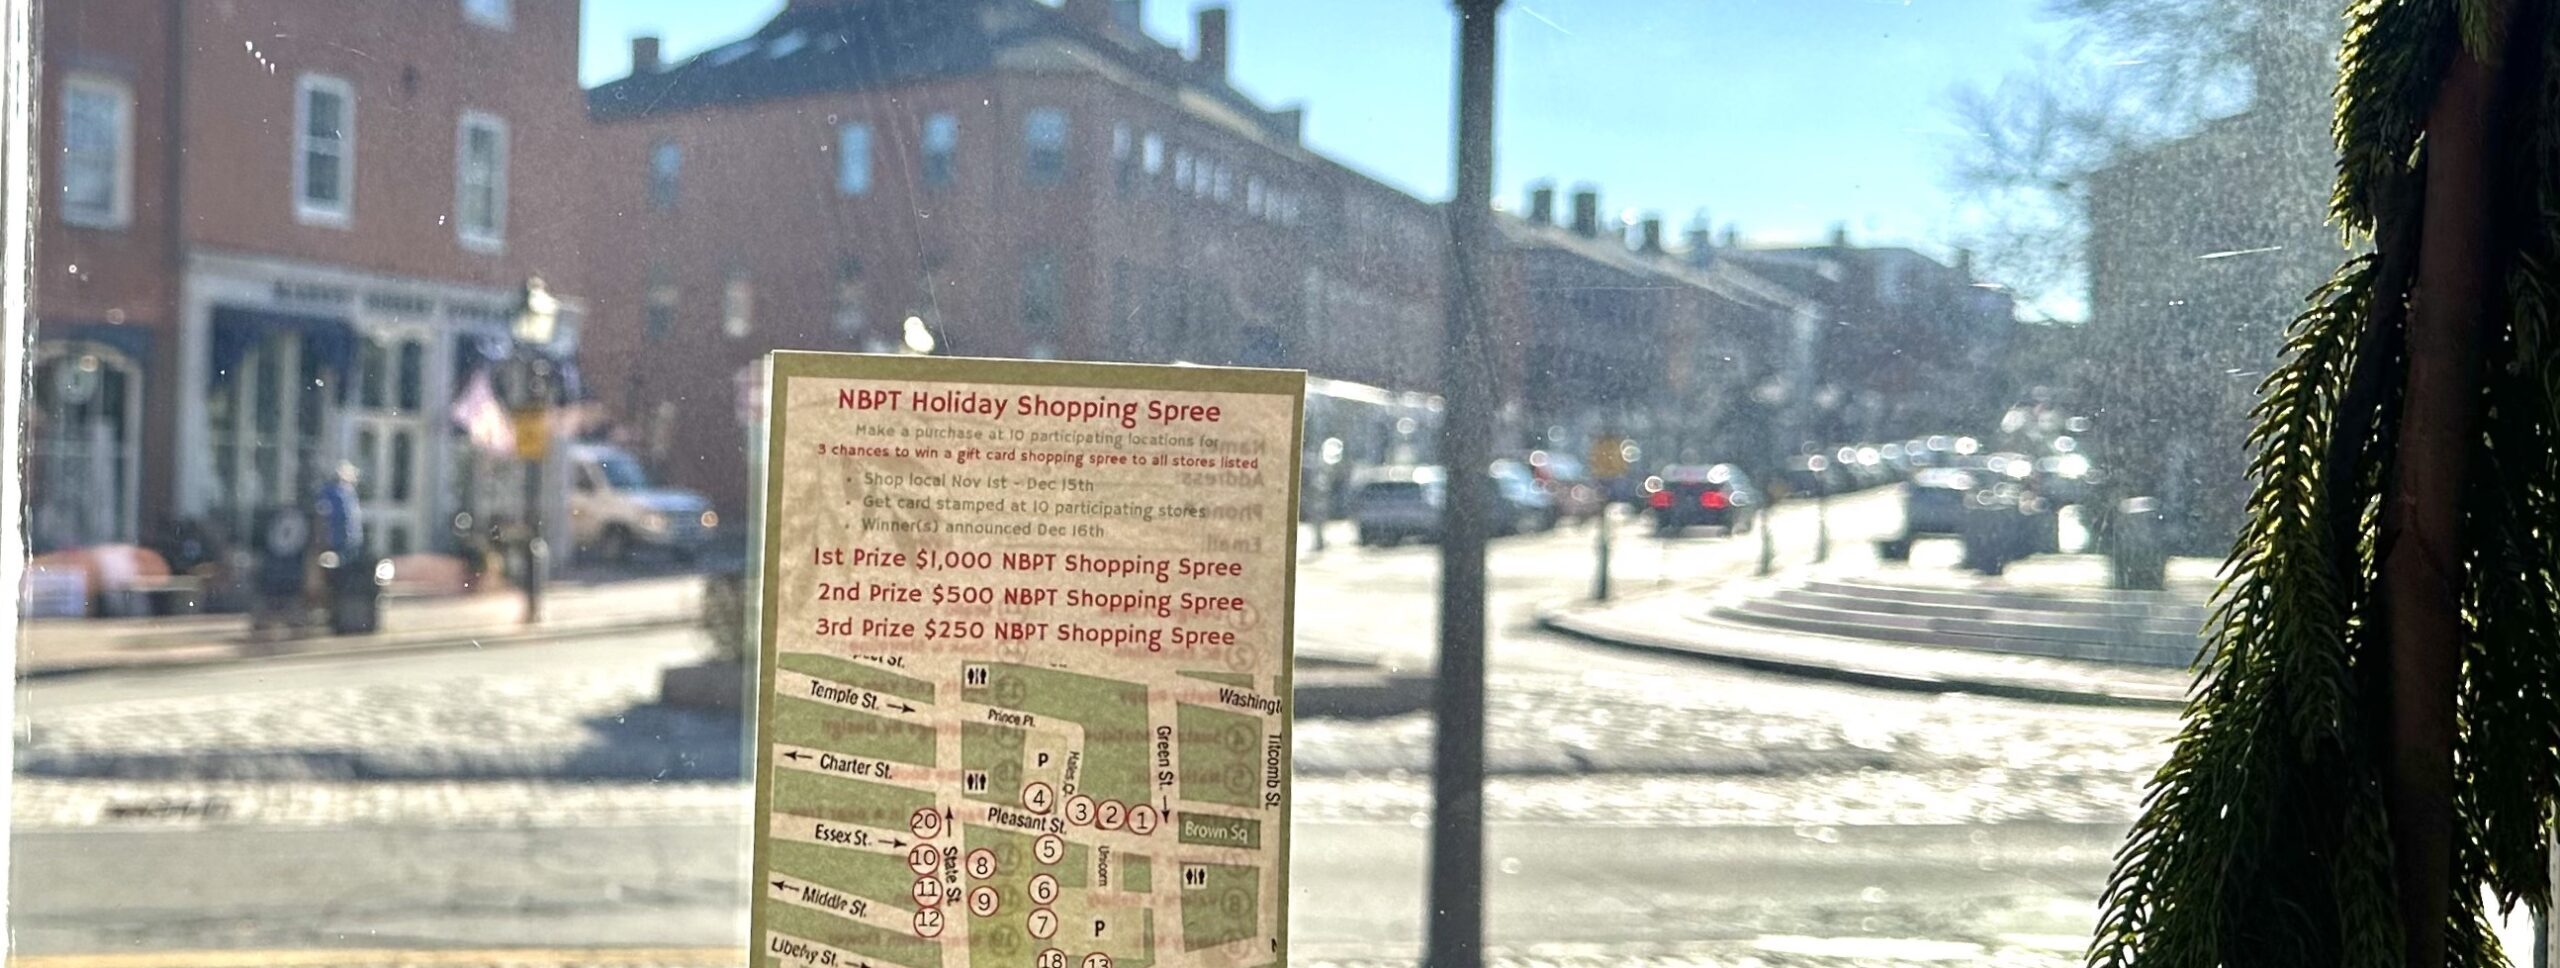 NBPT Holiday Shopping Spree
Make a purchase at 10 participating locations for
3 chances to win a gift card shopping spree to all stores listed
• Shop local Nov 1st - Dec 15th
• Get card stamped at 10 participating stores
• Winner(s) announced Dec 16th
1st Prize $1,000 NBPT Shopping Spree
2nd Prize $500 NBPT Shopping Spree
3rd Prize $250 NBPT Shopping Spree
Temple St.
Prince Pl.
Green St.
Titcomb St.
Charter St.
P
4
3
2
1
Pleasant St.
Brown Sq
20
Essex St.
State St.
10
8
5
Unicorn
11
9
6
Middle St.
12
7
P
Liberty St.
18
13